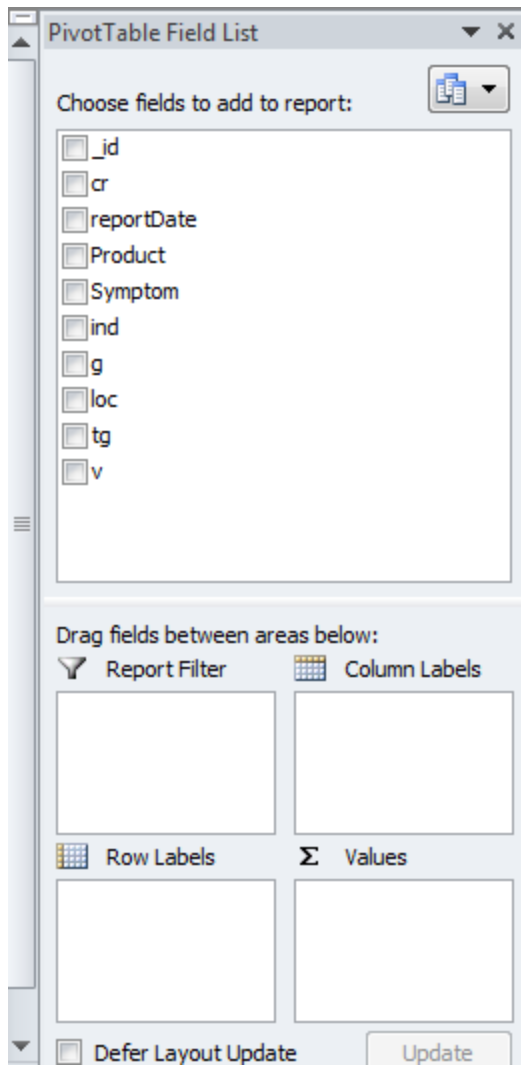 PivotTable Field List
Choose fields to add to report:
_id
cr
reportDate
Product
Symptom
ind
g
loc
tg
v
Drag fields between areas below:
Report Filter
Column Labels
Row Labels
Σ Values
Defer Layout Update
Update